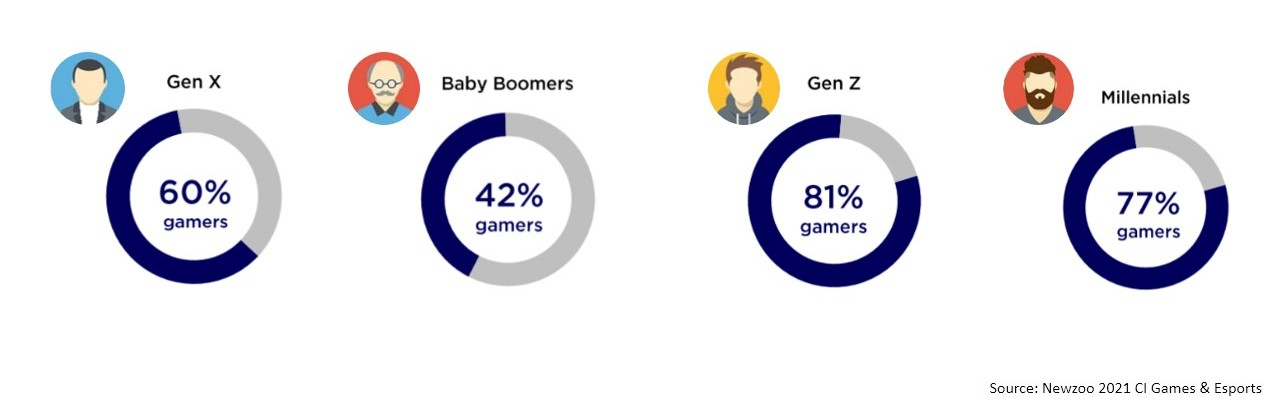 Gen X
60%
gamers
Baby Boomers
42%
gamers
Gen Z
81%
gamers
Millennials
77%
gamers
Source: Newzoo 2021 CI Games & Esports